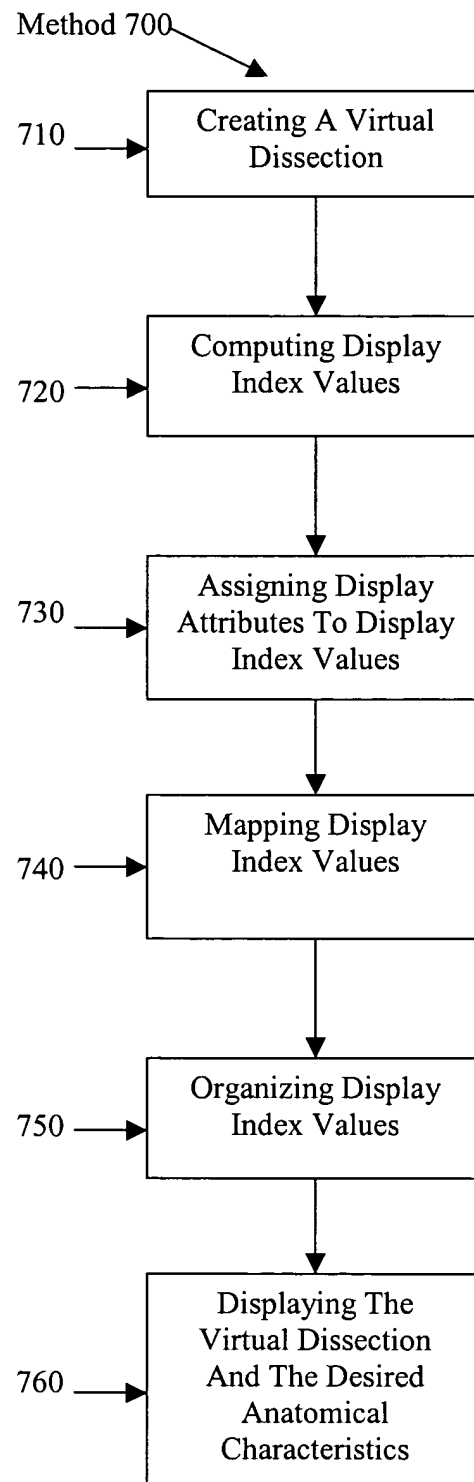 Method 700
710
Creating A Virtual
Dissection
720
Computing Display
Index Values
730
Assigning Display
Attributes To Display
Index Values
740
Mapping Display
Index Values
750
Organizing Display
Index Values
760
Displaying The
Virtual Dissection
And The Desired
Anatomical
Characteristics